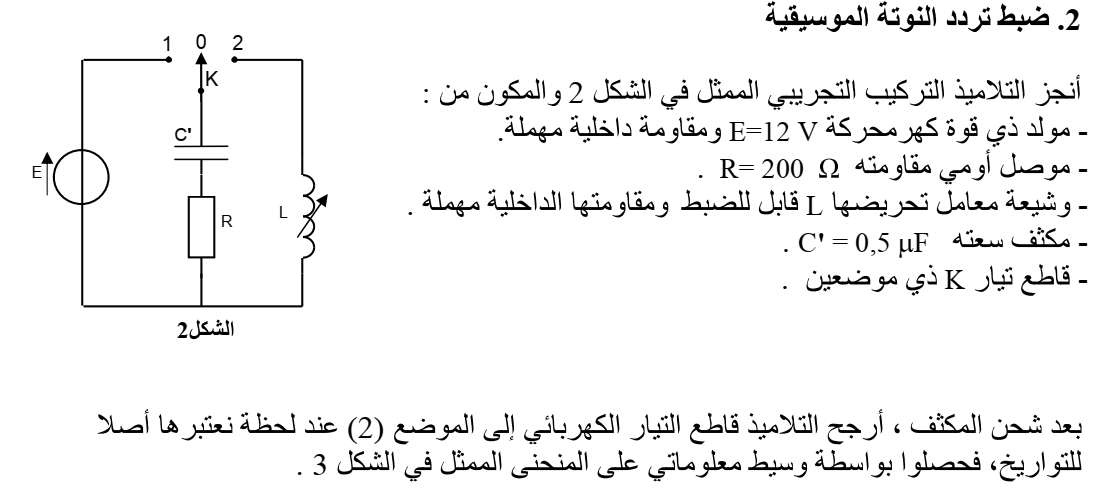 2. ضبط تردد النوتة الموسيقية
أنجز التلاميذ التركيب التجريبي الممثل في الشكل 2 والمكون من :
- مولد ذي قوة كهرمحركة E=12 V ومقاومة داخلية مهملة.
- موصل أومي مقاومته R= 200 Ω .
- وشيعة معامل تحريضها L قابل للضبط ومقاومتها الداخلية مهملة .
- مكثف سعته C' = 0,5 µF .
- قاطع تيار K ذي موضعين .
1 0 2
K
C'
E
R
L
الشكل2
بعد شحن المكثف ، أرجح التلاميذ قاطع التيار الكهربائي إلى الموضع (2) عند لحظة نعتبرها أصلا
للتواريخ، فحصلوا بواسطة وسيط معلوماتي على المنحنى الممثل في الشكل 3 .